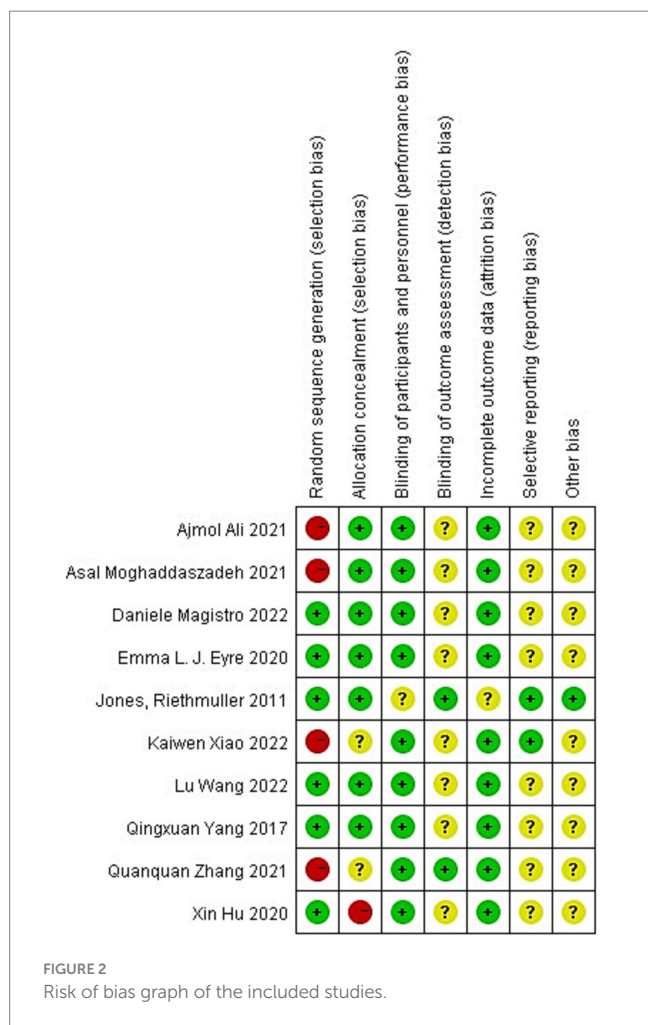 Random sequence generation (selection bias)
Allocation concealment (selection bias)
Blinding of participants and personnel (performance bias)
Blinding of outcome assessment (detection bias)
Incomplete outcome data (attrition bias)
Selective reporting (reporting bias)
Other bias
Ajmol Ali 2021 - + + ? + ? ?
Asal Moghaddaszadeh 2021 - + + ? + ? ?
Daniele Magistro 2022 + + + ? + ? ?
Emma L. J. Eyre 2020 + + + ? + ? ?
Jones, Riethmuller 2011 + + ? + ? + +
Kaiwen Xiao 2022 - ? + ? + + ?
Lu Wang 2022 + + + ? + ? ?
Qingxuan Yang 2017 + + + ? + ? ?
Quanquan Zhang 2021 - ? + + + ? ?
Xin Hu 2020 + - + ? + ? ?
FIGURE 2
Risk of bias graph of the included studies.